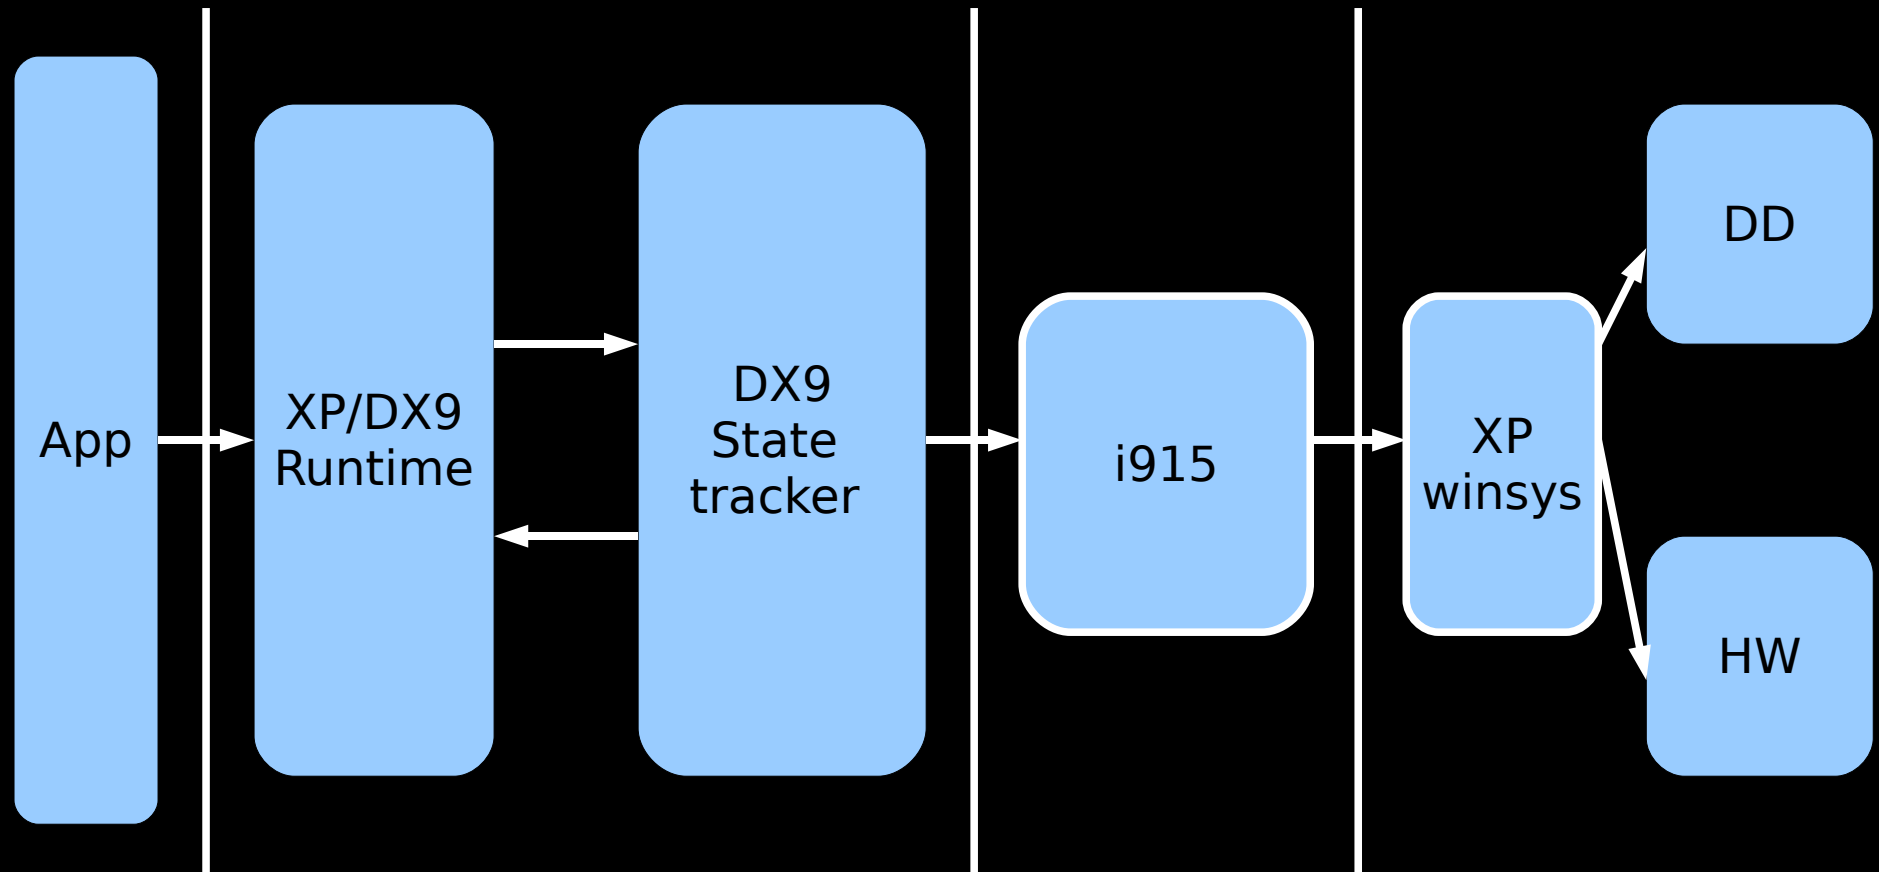 App
XP/DX9
Runtime
DX9
State
tracker
i915
XP
winsys
DD
HW